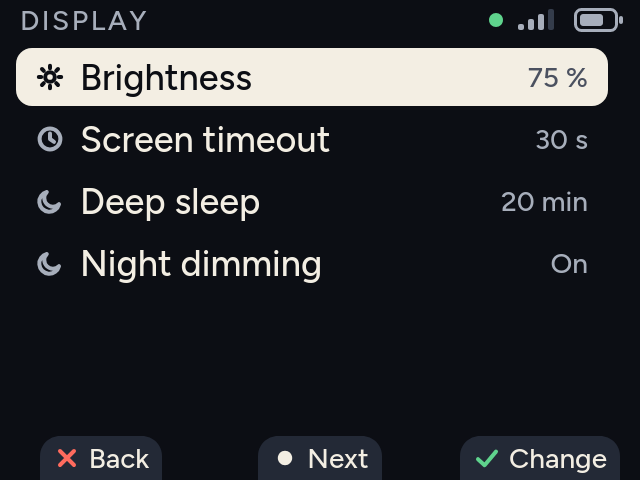 DISPLAY
Brightness 75 %
Screen timeout 30 s
Deep sleep 20 min
Night dimming On
Back Next Change